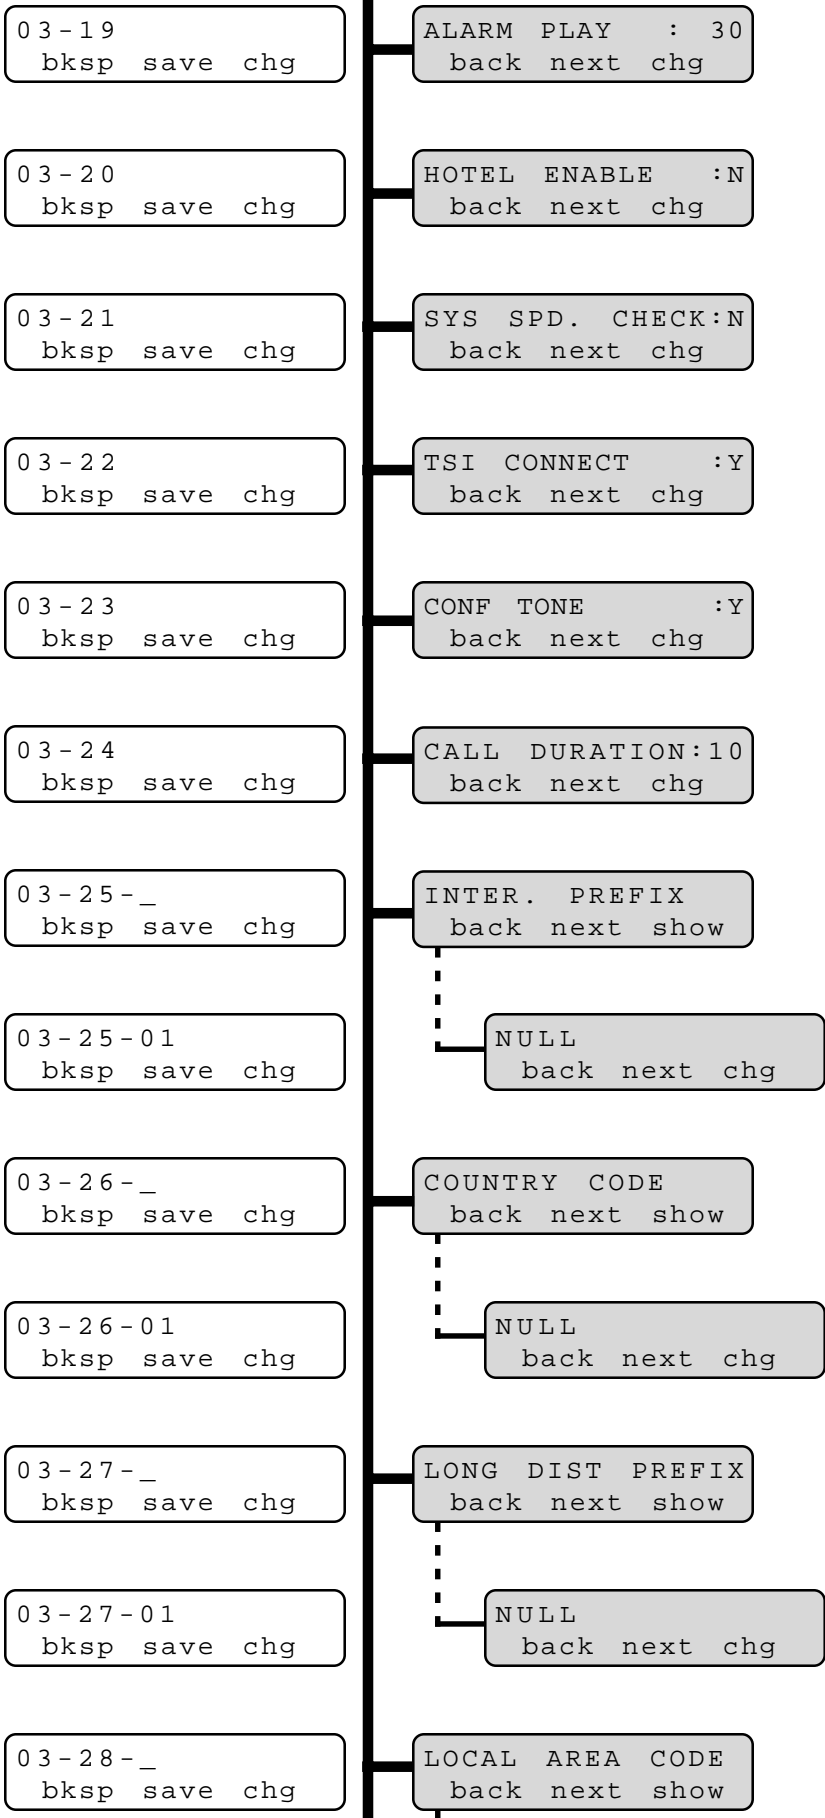 03-19
bksp save chg
ALARM PLAY : 30
back next chg
03-20
bksp save chg
HOTEL ENABLE :N
back next chg
03-21
bksp save chg
SYS SPD. CHECK:N
back next chg
03-22
bksp save chg
TSI CONNECT :Y
back next chg
03-23
bksp save chg
CONF TONE :Y
back next chg
03-24
bksp save chg
CALL DURATION:10
back next chg
03-25-_
bksp save chg
INTER. PREFIX
back next show
03-25-01
bksp save chg
NULL
back next chg
03-26-_
bksp save chg
COUNTRY CODE
back next show
03-26-01
bksp save chg
NULL
back next chg
03-27-_
bksp save chg
LONG DIST PREFIX
back next show
03-27-01
bksp save chg
NULL
back next chg
03-28-_
bksp save chg
LOCAL AREA CODE
back next show